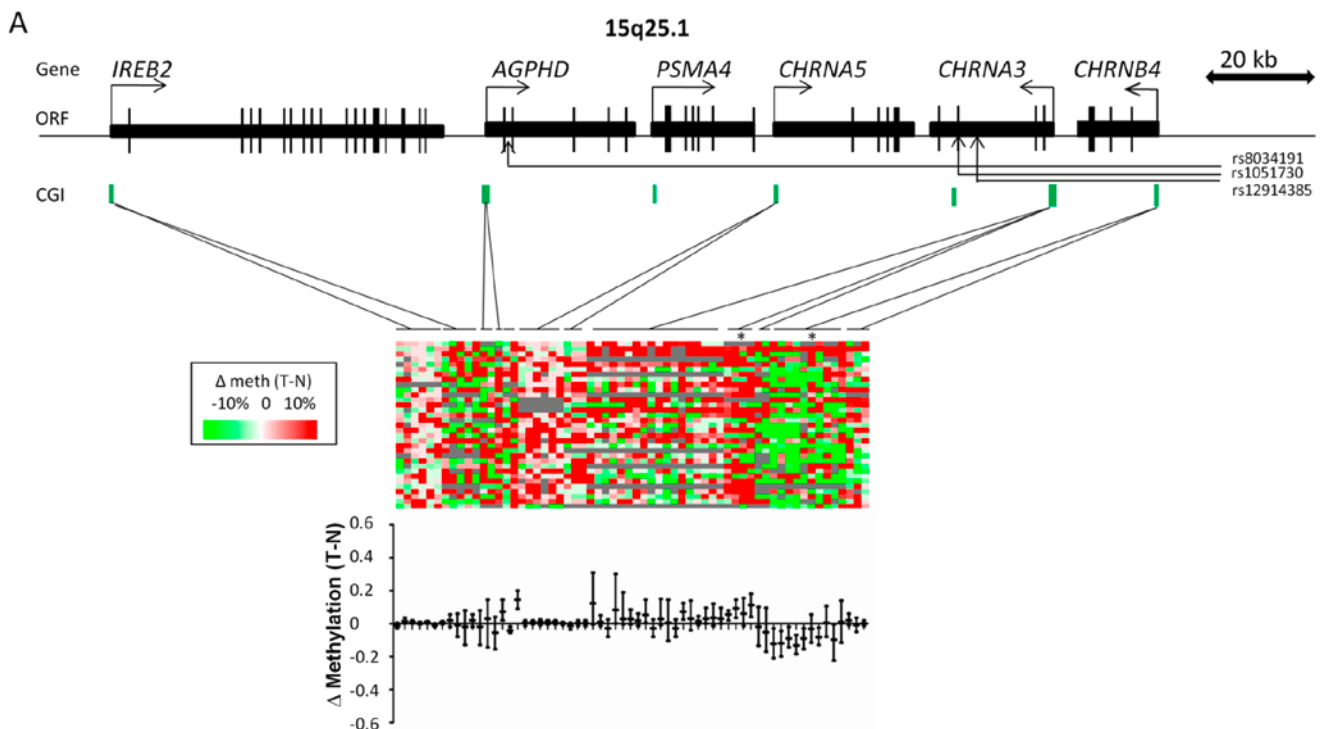 A
15q25.1
Gene IREB2 AGPHD PSMA4 CHRNA5 CHRNA3 CHRNB4 20 kb
ORF
rs8034191
rs1051730
rs12914385
CGI
* *
Δ meth (T-N)
-10% 0 10%
Δ Methylation (T-N)
0.6
0.4
0.2
0
-0.2
-0.4
-0.6